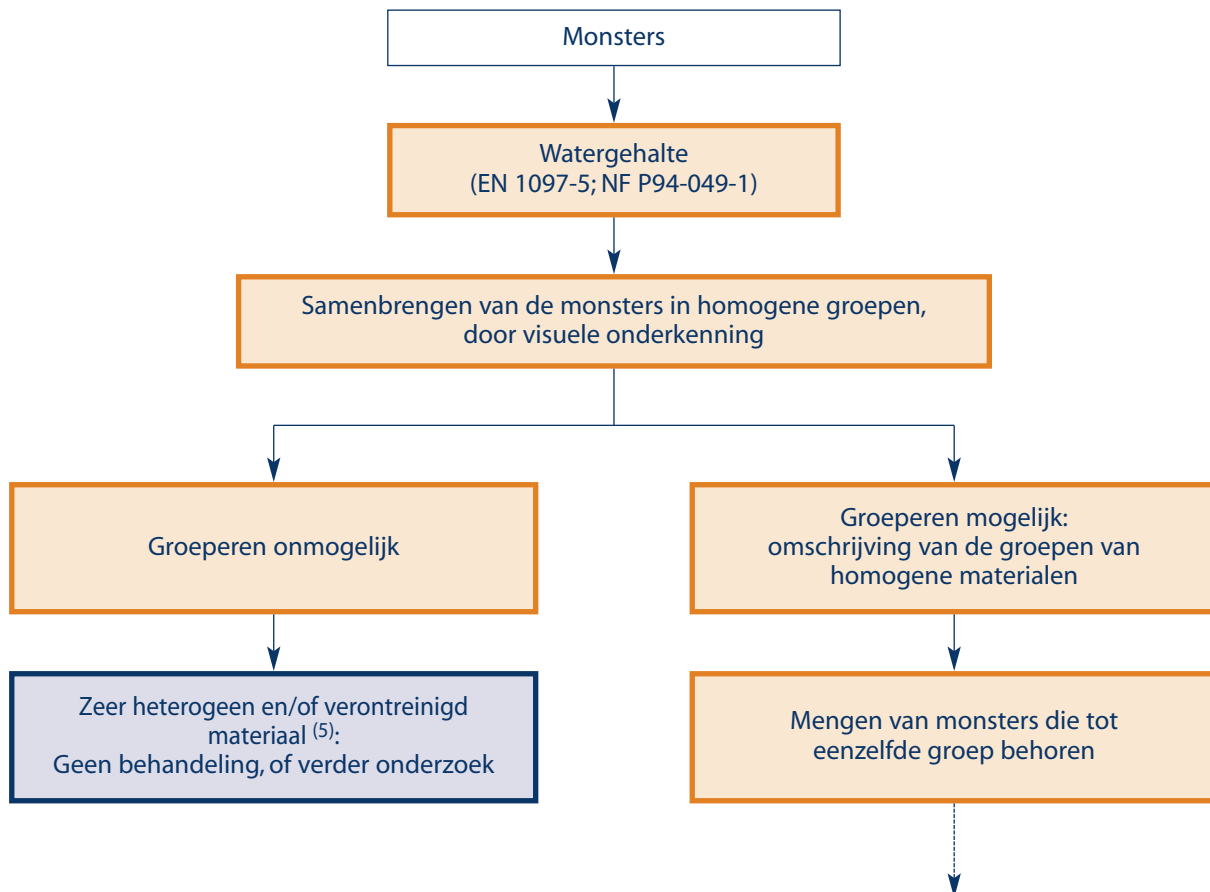 Monsters
Watergehalte
(EN 1097-5; NF P94-049-1)
Samenbrengen van de monsters in homogene groepen,
door visuele onderkenning
Groeperen onmogelijk
Groeperen mogelijk:
omschrijving van de groepen van
homogene materialen
Zeer heterogeen en/of verontreinigd
materiaal (5):
Geen behandeling, of verder onderzoek
Mengen van monsters die tot
eenzelfde groep behoren